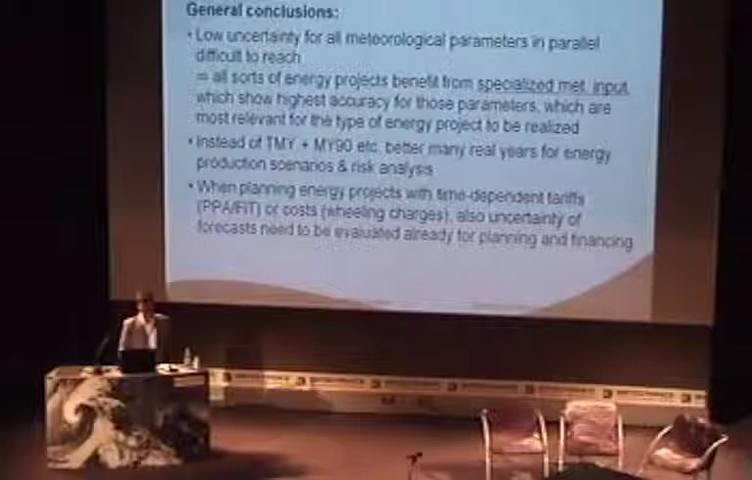 General conclusions:
• Low uncertainty for all meteorological parameters in parallel
difficult to reach
= all sorts of energy projects benefit from specialized met. input,
which show highest accuracy for those parameters, which are
most relevant for the type of energy project to be realized
• Instead of TMY + MY90 etc. better many real years for energy
production scenarios & risk analysis
• When planning energy projects with time-dependent tariffs
(PPA/FiT) or costs (wheeling charges), also uncertainty of
forecasts need to be evaluated already for planning and financing